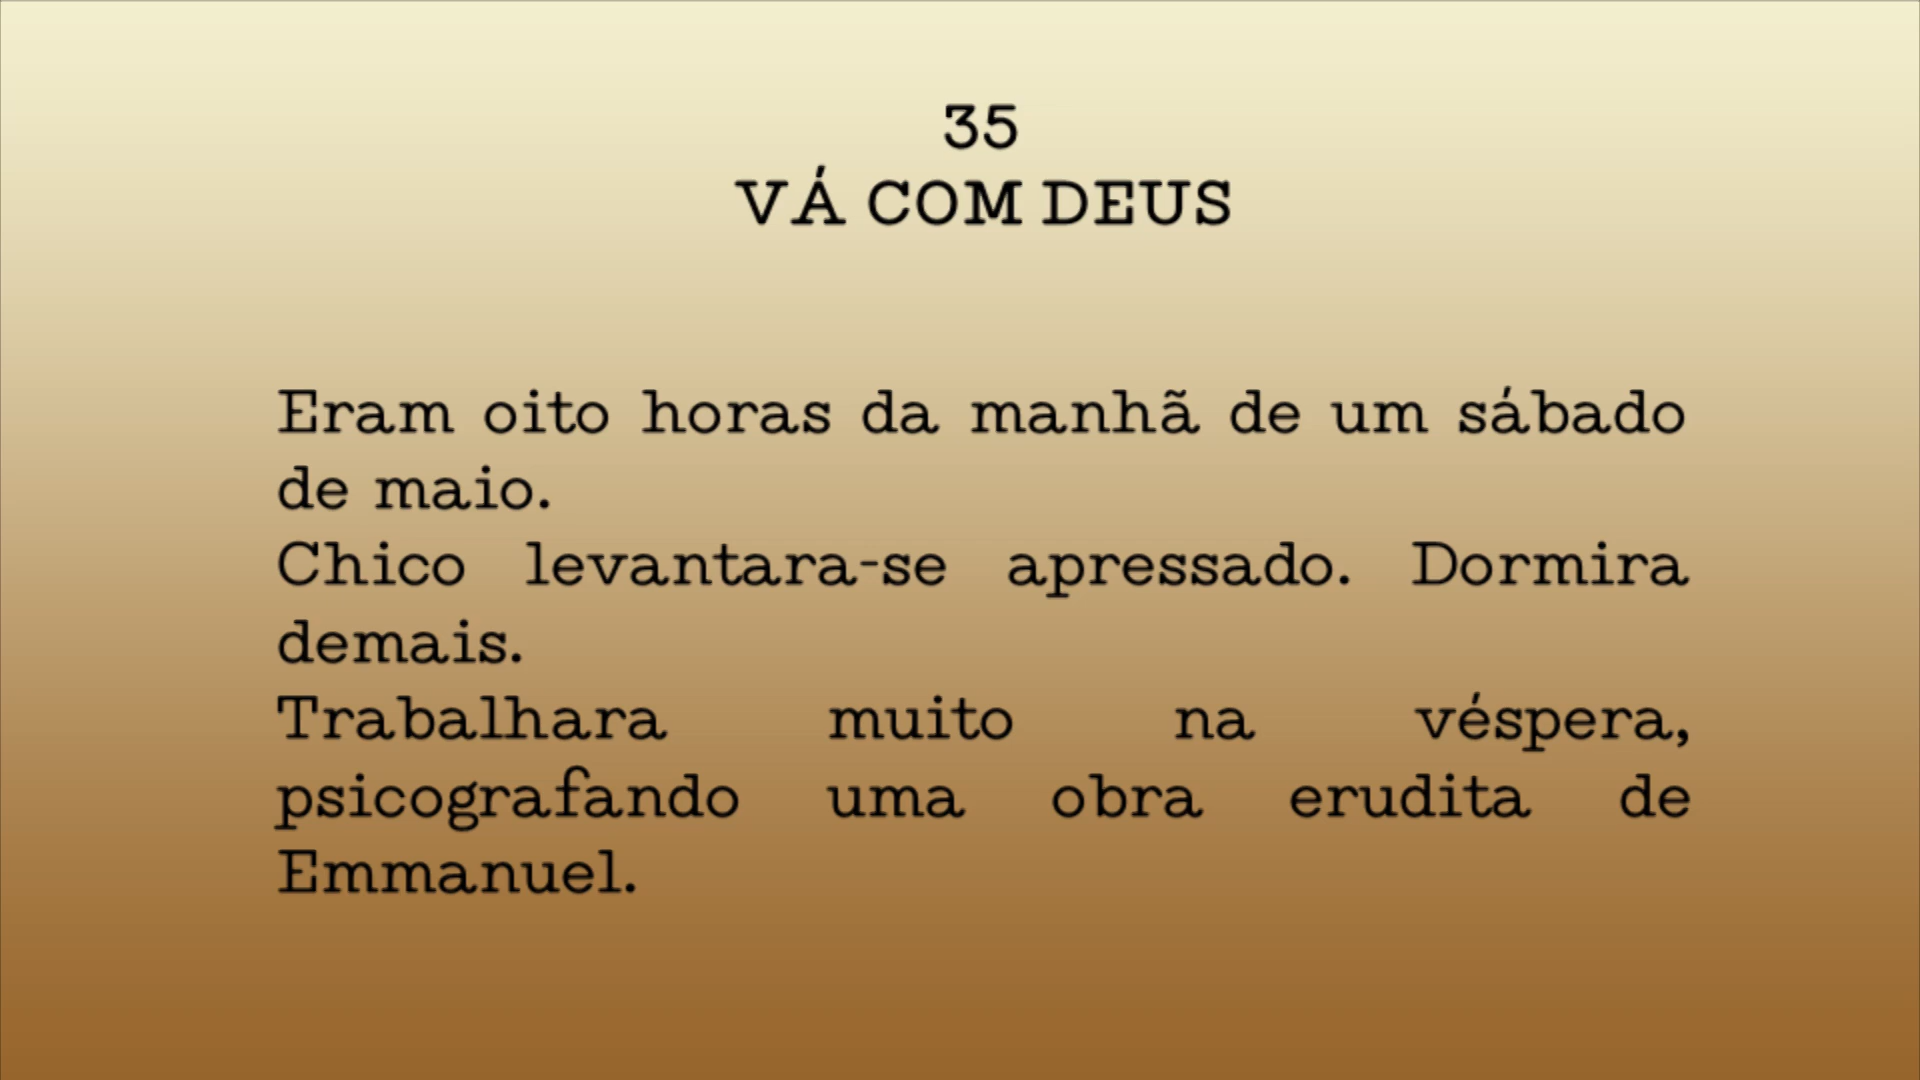 35
VÁ COM DEUS
Eram oito horas da manhã de um sábado
de maio.
Chico levantara-se apressado. Dormira
demais.
Trabalhara muito na véspera,
psicografando uma obra erudita de
Emmanuel.